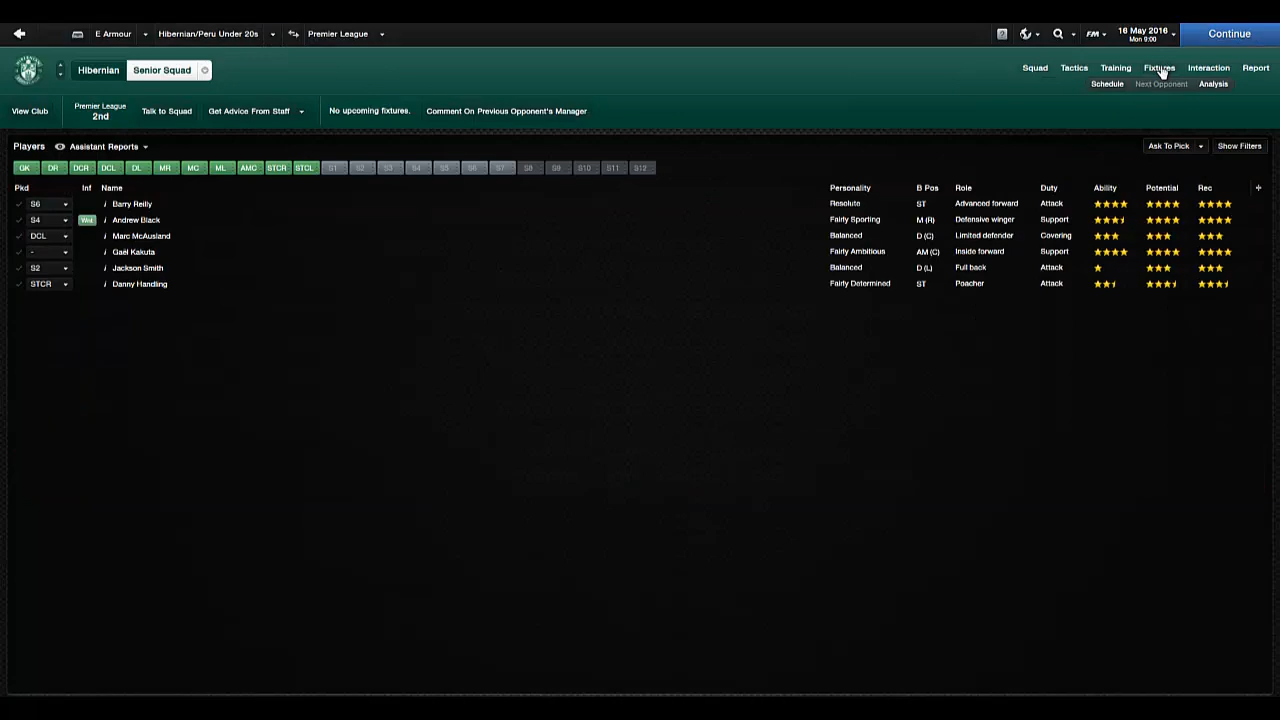 E Armour Hibernian/Peru Under 20s Premier League FM 16 May 2016 Mon 9:00 Continue
Hibernian Senior Squad Squad Tactics Training Fixtures Interaction Report
Schedule Next Opponent Analysis
View Club Premier League 2nd Talk to Squad Get Advice From Staff No upcoming fixtures. Comment On Previous Opponent's Manager
Players Assistant Reports Ask To Pick Show Filters
GK DR DCR DCL DL MR MC ML AMC STCR STCL S1 S2 S3 S4 S5 S6 S7 S8 S9 S10 S11 S12
Pkd Inf Name Personality B Pos Role Duty Ability Potential Rec +
S6 i Barry Reilly Resolute ST Advanced forward Attack
S4 Wnt i Andrew Black Fairly Sporting M (R) Defensive winger Support
DCL i Marc McAusland Balanced D (C) Limited defender Covering
- i Gaël Kakuta Fairly Ambitious AM (C) Inside forward Support
S2 i Jackson Smith Balanced D (L) Full back Attack
STCR i Danny Handling Fairly Determined ST Poacher Attack